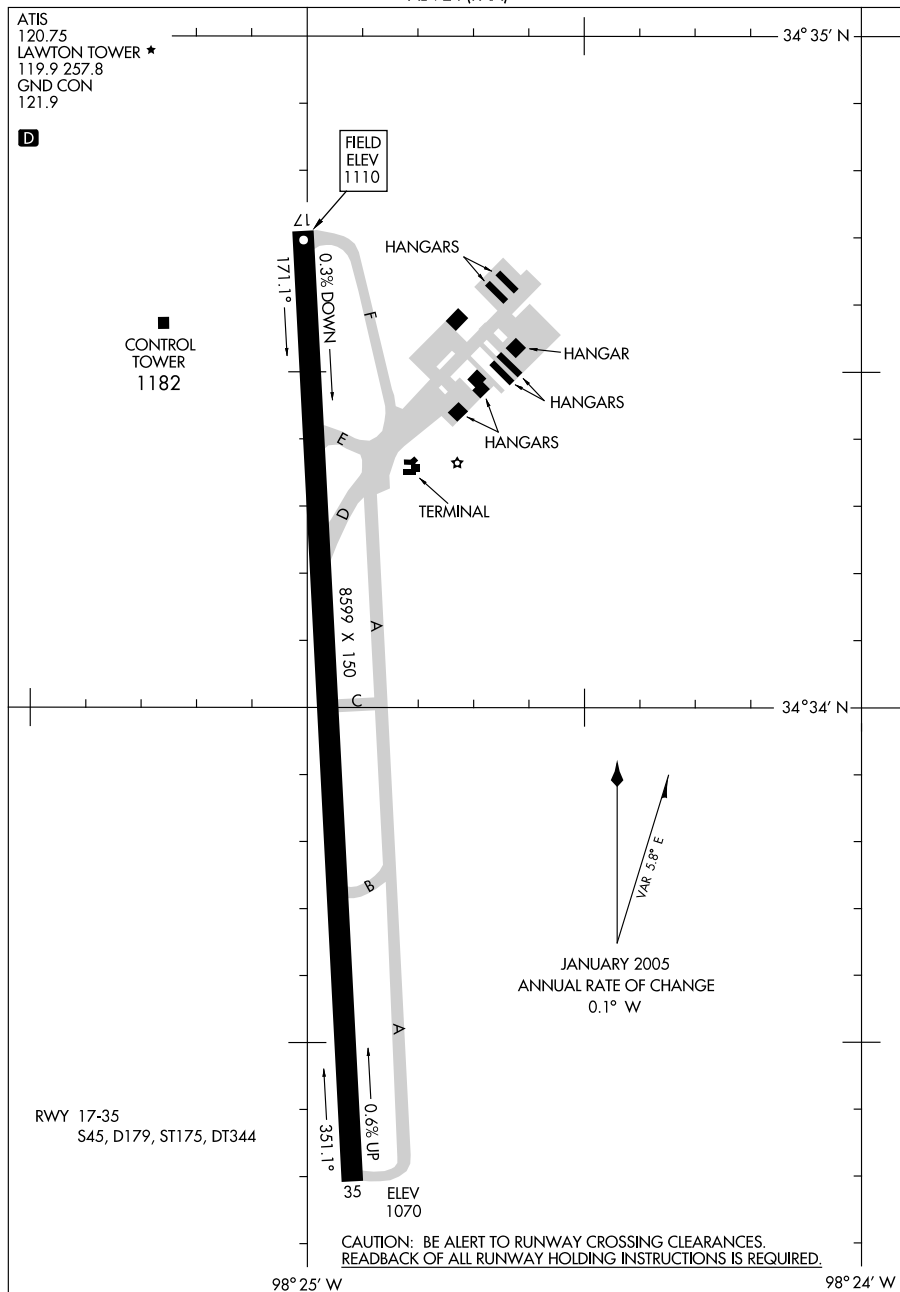 ATIS
120.75
LAWTON TOWER ★
119.9 257.8
GND CON
121.9
D
34° 35' N
FIELD
ELEV
1110
17
171.1°
0.3% DOWN
F
HANGARS
CONTROL
TOWER
1182
HANGAR
HANGARS
HANGARS
E
TERMINAL
D
8599 X 150
A
C
34° 34' N
VAR 5.8° E
B
JANUARY 2005
ANNUAL RATE OF CHANGE
0.1° W
A
RWY 17-35
S45, D179, ST175, DT344
351.1°
0.6% UP
35
ELEV
1070
CAUTION: BE ALERT TO RUNWAY CROSSING CLEARANCES.
READBACK OF ALL RUNWAY HOLDING INSTRUCTIONS IS REQUIRED.
98° 25' W
98° 24' W